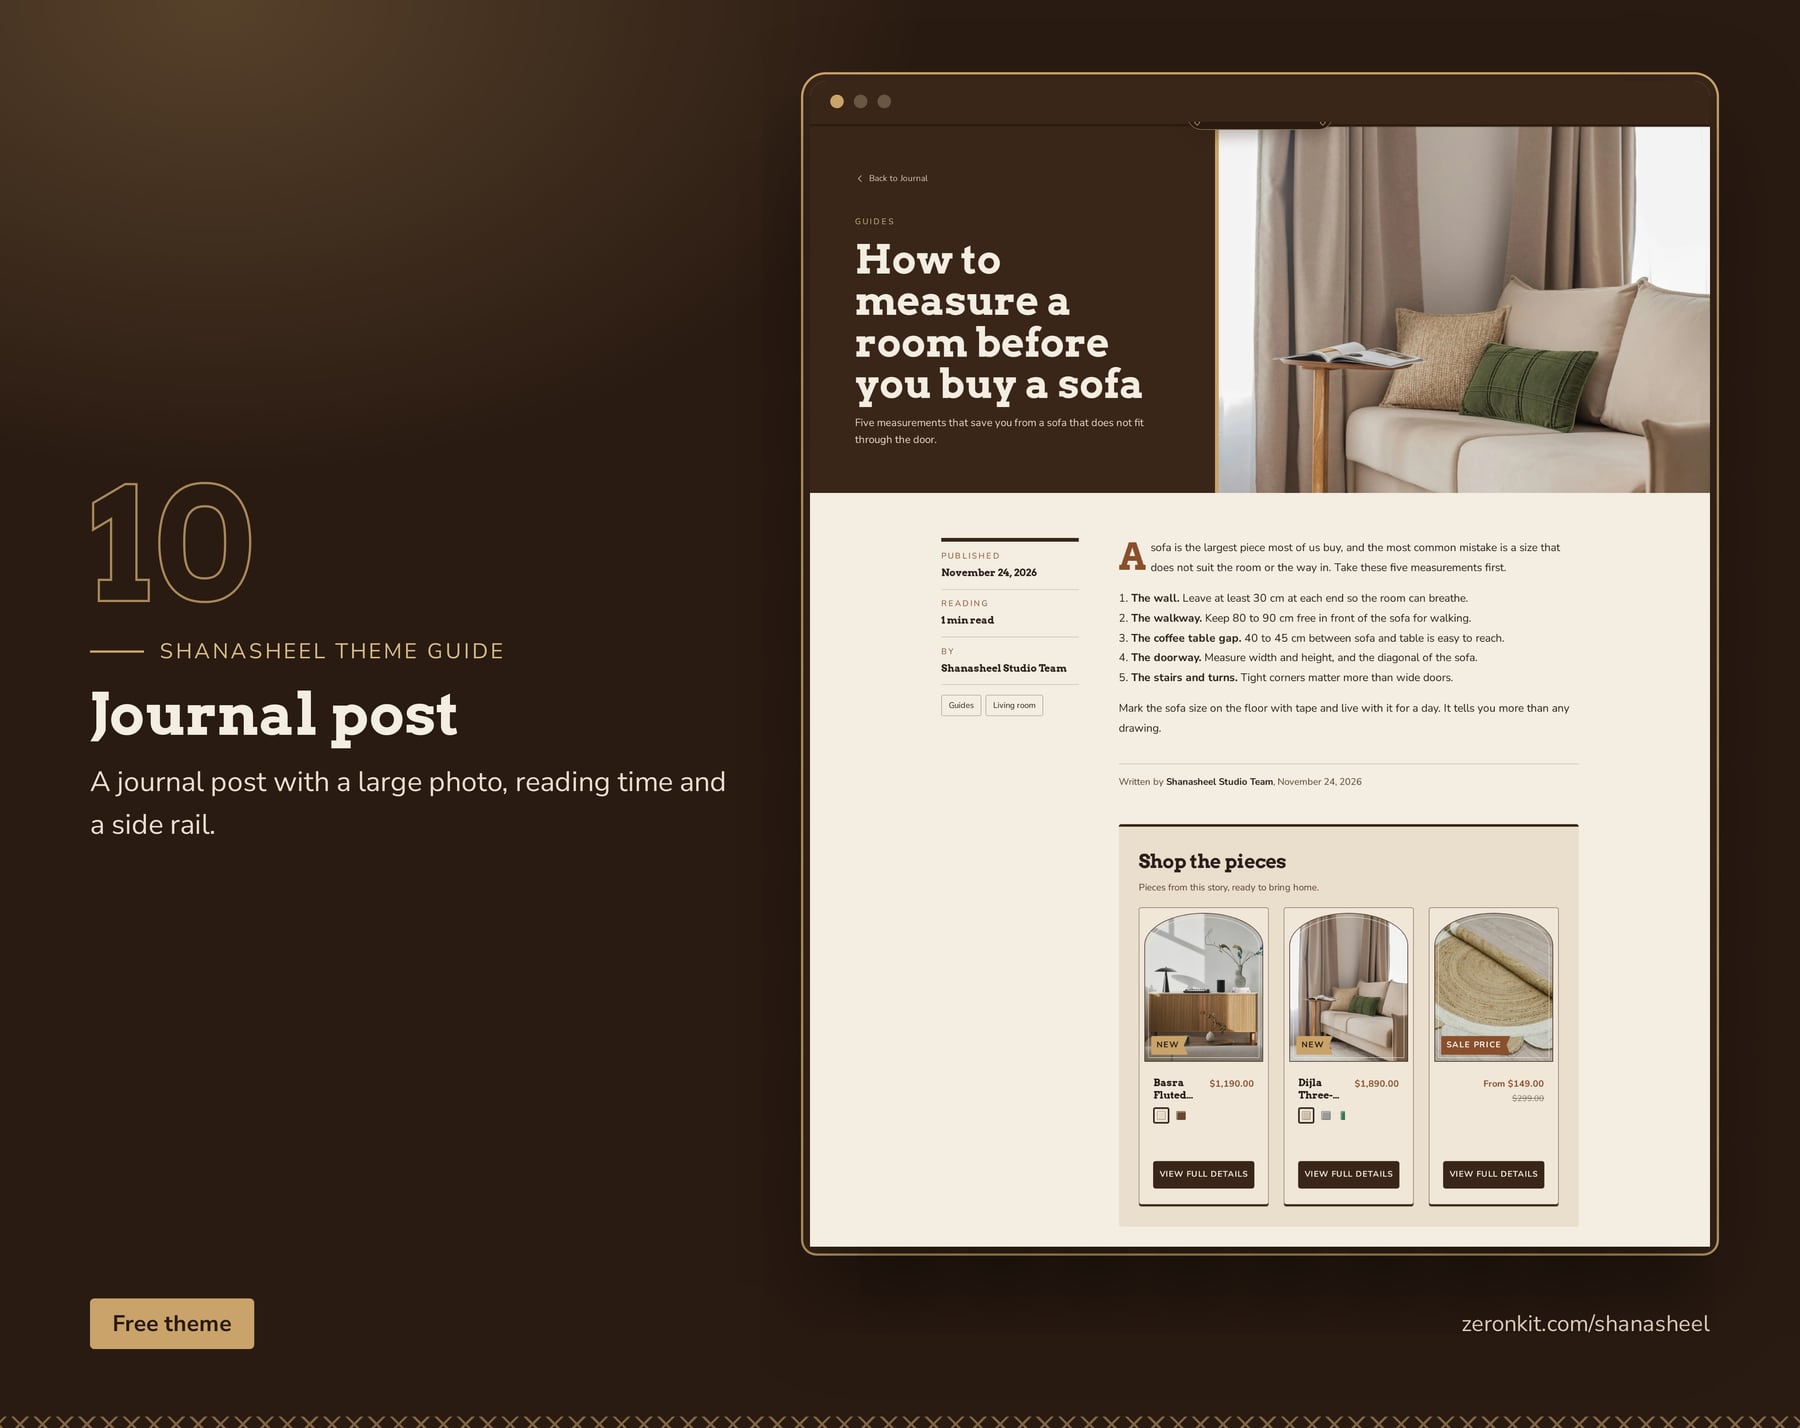 10
SHANASHEEL THEME GUIDE
Journal post
A journal post with a large photo, reading time and
a side rail.
Free theme
Back to Journal
GUIDES
How to
measure a
room before
you buy a sofa
Five measurements that save you from a sofa that does not fit
through the door.
PUBLISHED
November 24, 2026
READING
1 min read
BY
Shanasheel Studio Team
Guides
Living room
A sofa is the largest piece most of us buy, and the most common mistake is a size that
does not suit the room or the way in. Take these five measurements first.
1. The wall. Leave at least 30 cm at each end so the room can breathe.
2. The walkway. Keep 80 to 90 cm free in front of the sofa for walking.
3. The coffee table gap. 40 to 45 cm between sofa and table is easy to reach.
4. The doorway. Measure width and height, and the diagonal of the sofa.
5. The stairs and turns. Tight corners matter more than wide doors.
Mark the sofa size on the floor with tape and live with it for a day. It tells you more than any
drawing.
Written by Shanasheel Studio Team, November 24, 2026
Shop the pieces
Pieces from this story, ready to bring home.
NEW
Basra
Fluted...
$1,190.00
VIEW FULL DETAILS
NEW
Dijla
Three-...
$1,890.00
VIEW FULL DETAILS
SALE PRICE
From $149.00
$299.00
VIEW FULL DETAILS
zeronkit.com/shanasheel